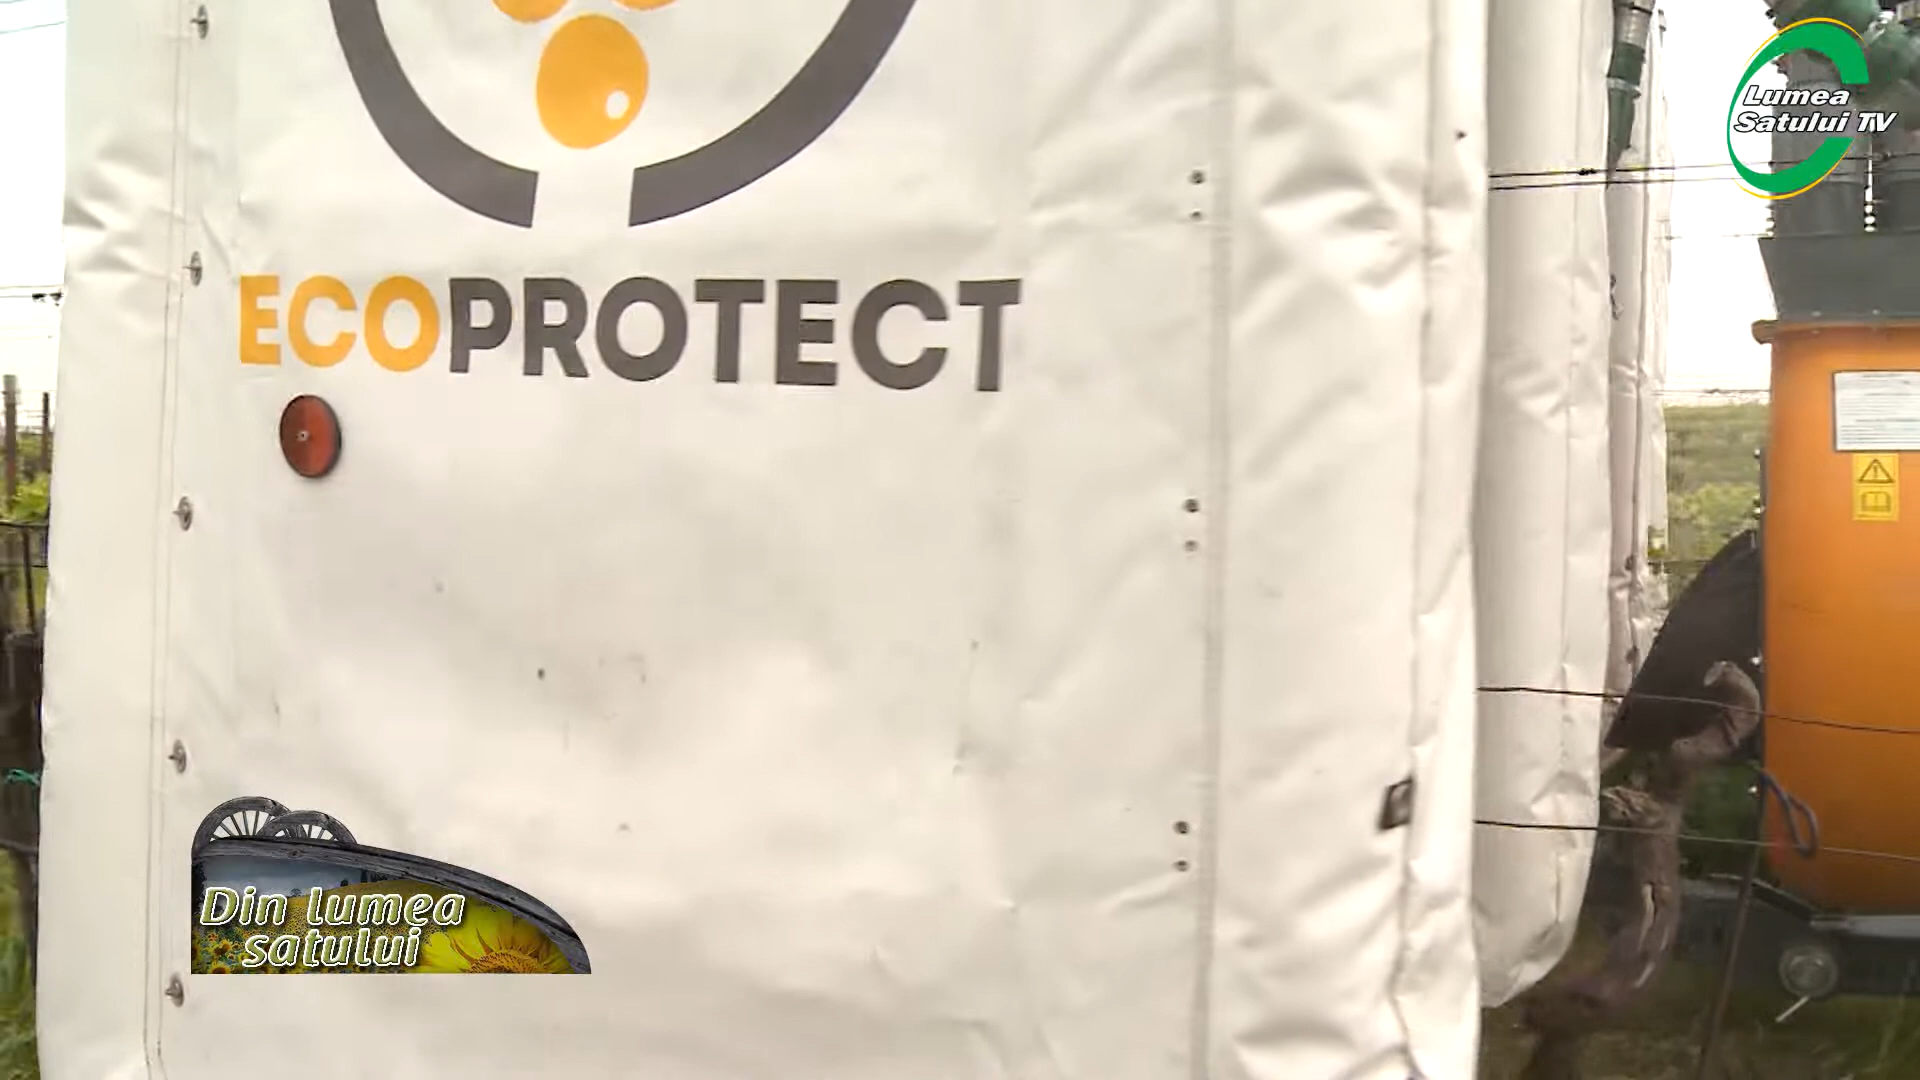 Lumea
Satului TV
ECOPROTECT
Din lumea
satului